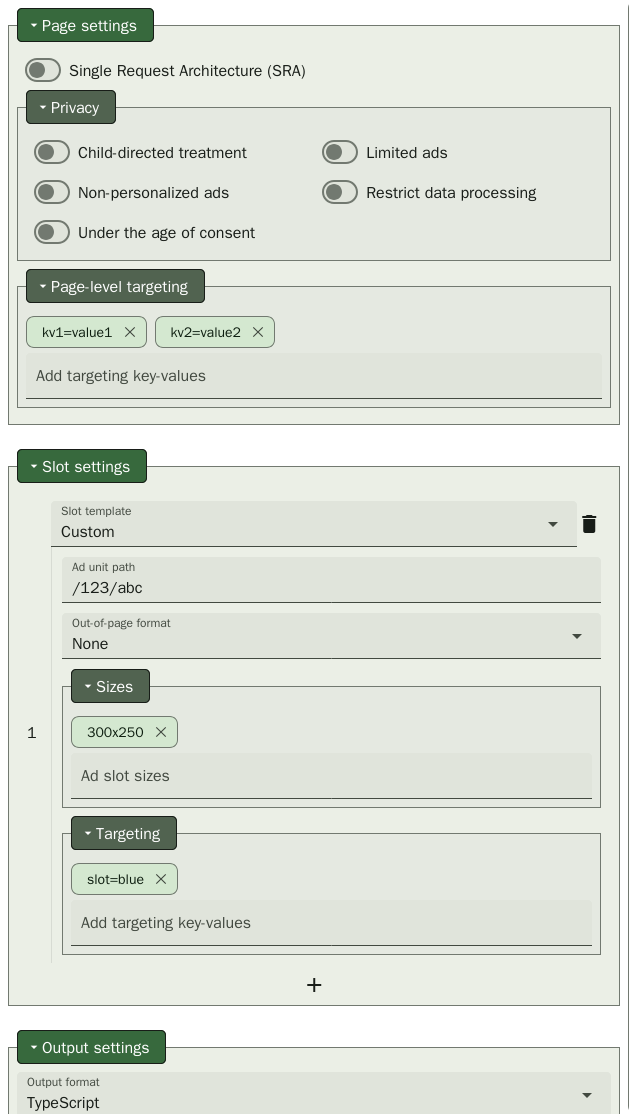 Page settings
Single Request Architecture (SRA)
Privacy
Child-directed treatment
Limited ads
Non-personalized ads
Restrict data processing
Under the age of consent
Page-level targeting
kv1=value1
kv2=value2
Add targeting key-values
Slot settings
Slot template
Custom
Ad unit path
/123/abc
Out-of-page format
None
Sizes
1
300x250
Ad slot sizes
Targeting
slot=blue
Add targeting key-values
+
Output settings
Output format
TypeScript